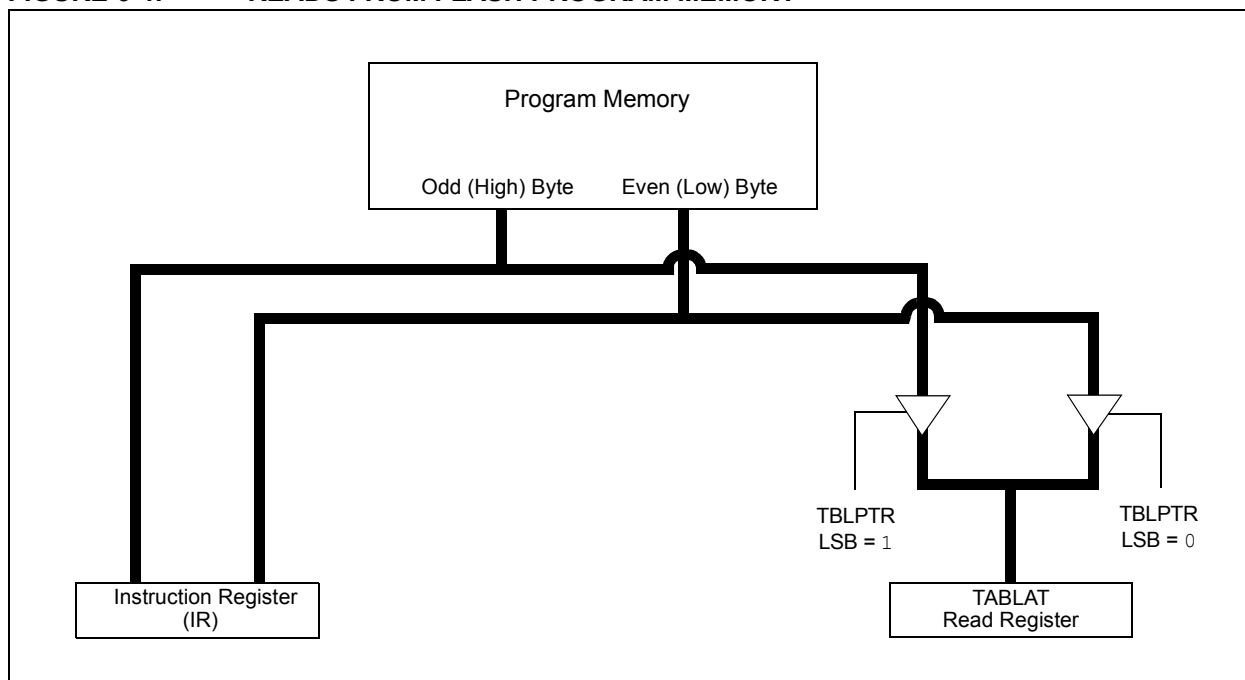 Program Memory
Odd (High) Byte Even (Low) Byte
TBLPTR
LSB = 1
TBLPTR
LSB = 0
Instruction Register
(IR)
TABLAT
Read Register